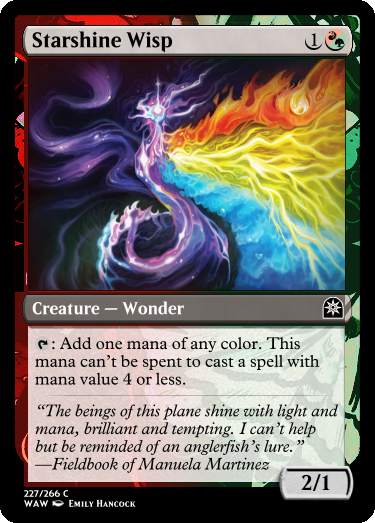 Starshine Wisp 1
Creature — Wonder
: Add one mana of any color. This
mana can't be spent to cast a spell with
mana value 4 or less.
“The beings of this plane shine with light and
mana, brilliant and tempting. I can't help
but be reminded of an anglerfish's lure.”
—Fieldbook of Manuela Martinez
2/1
227/266 C
WAW Emily Hancock